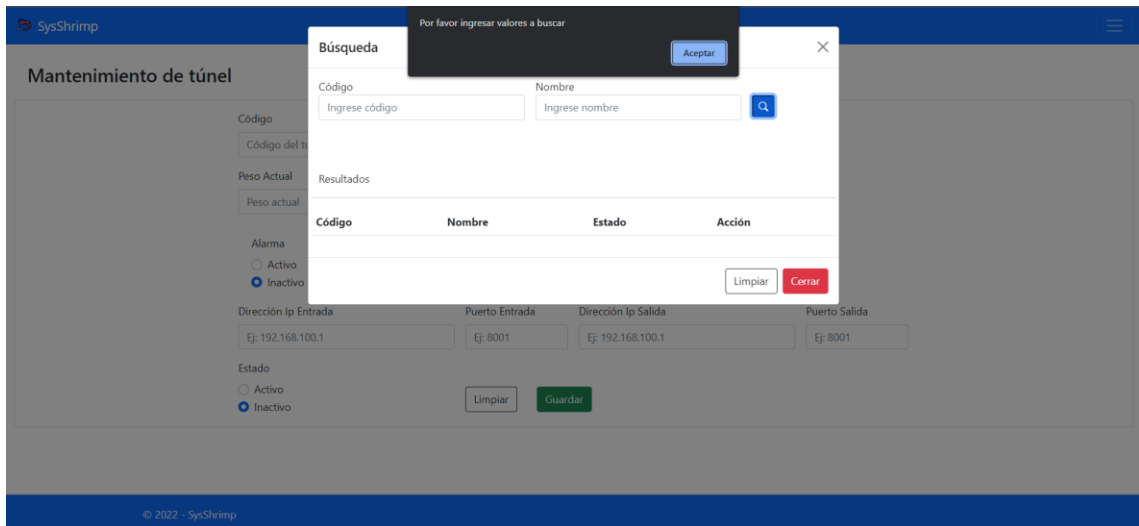 SysShrimp
Por favor ingresar valores a buscar
Aceptar
Búsqueda
Mantenimiento de túnel
Código Nombre
Ingrese código Ingrese nombre
Código
Código del
Resultados
Peso Actual
Peso actual
Código Nombre Estado Acción
Alarma
Activo
Inactivo
Limpiar Cerrar
Dirección Ip Entrada Puerto Entrada Dirección Ip Salida Puerto Salida
Ej: 192.168.100.1 Ej: 8001 Ej: 192.168.100.1 Ej: 8001
Estado
Activo
Inactivo
Limpiar Guardar
© 2022 - SysShrimp